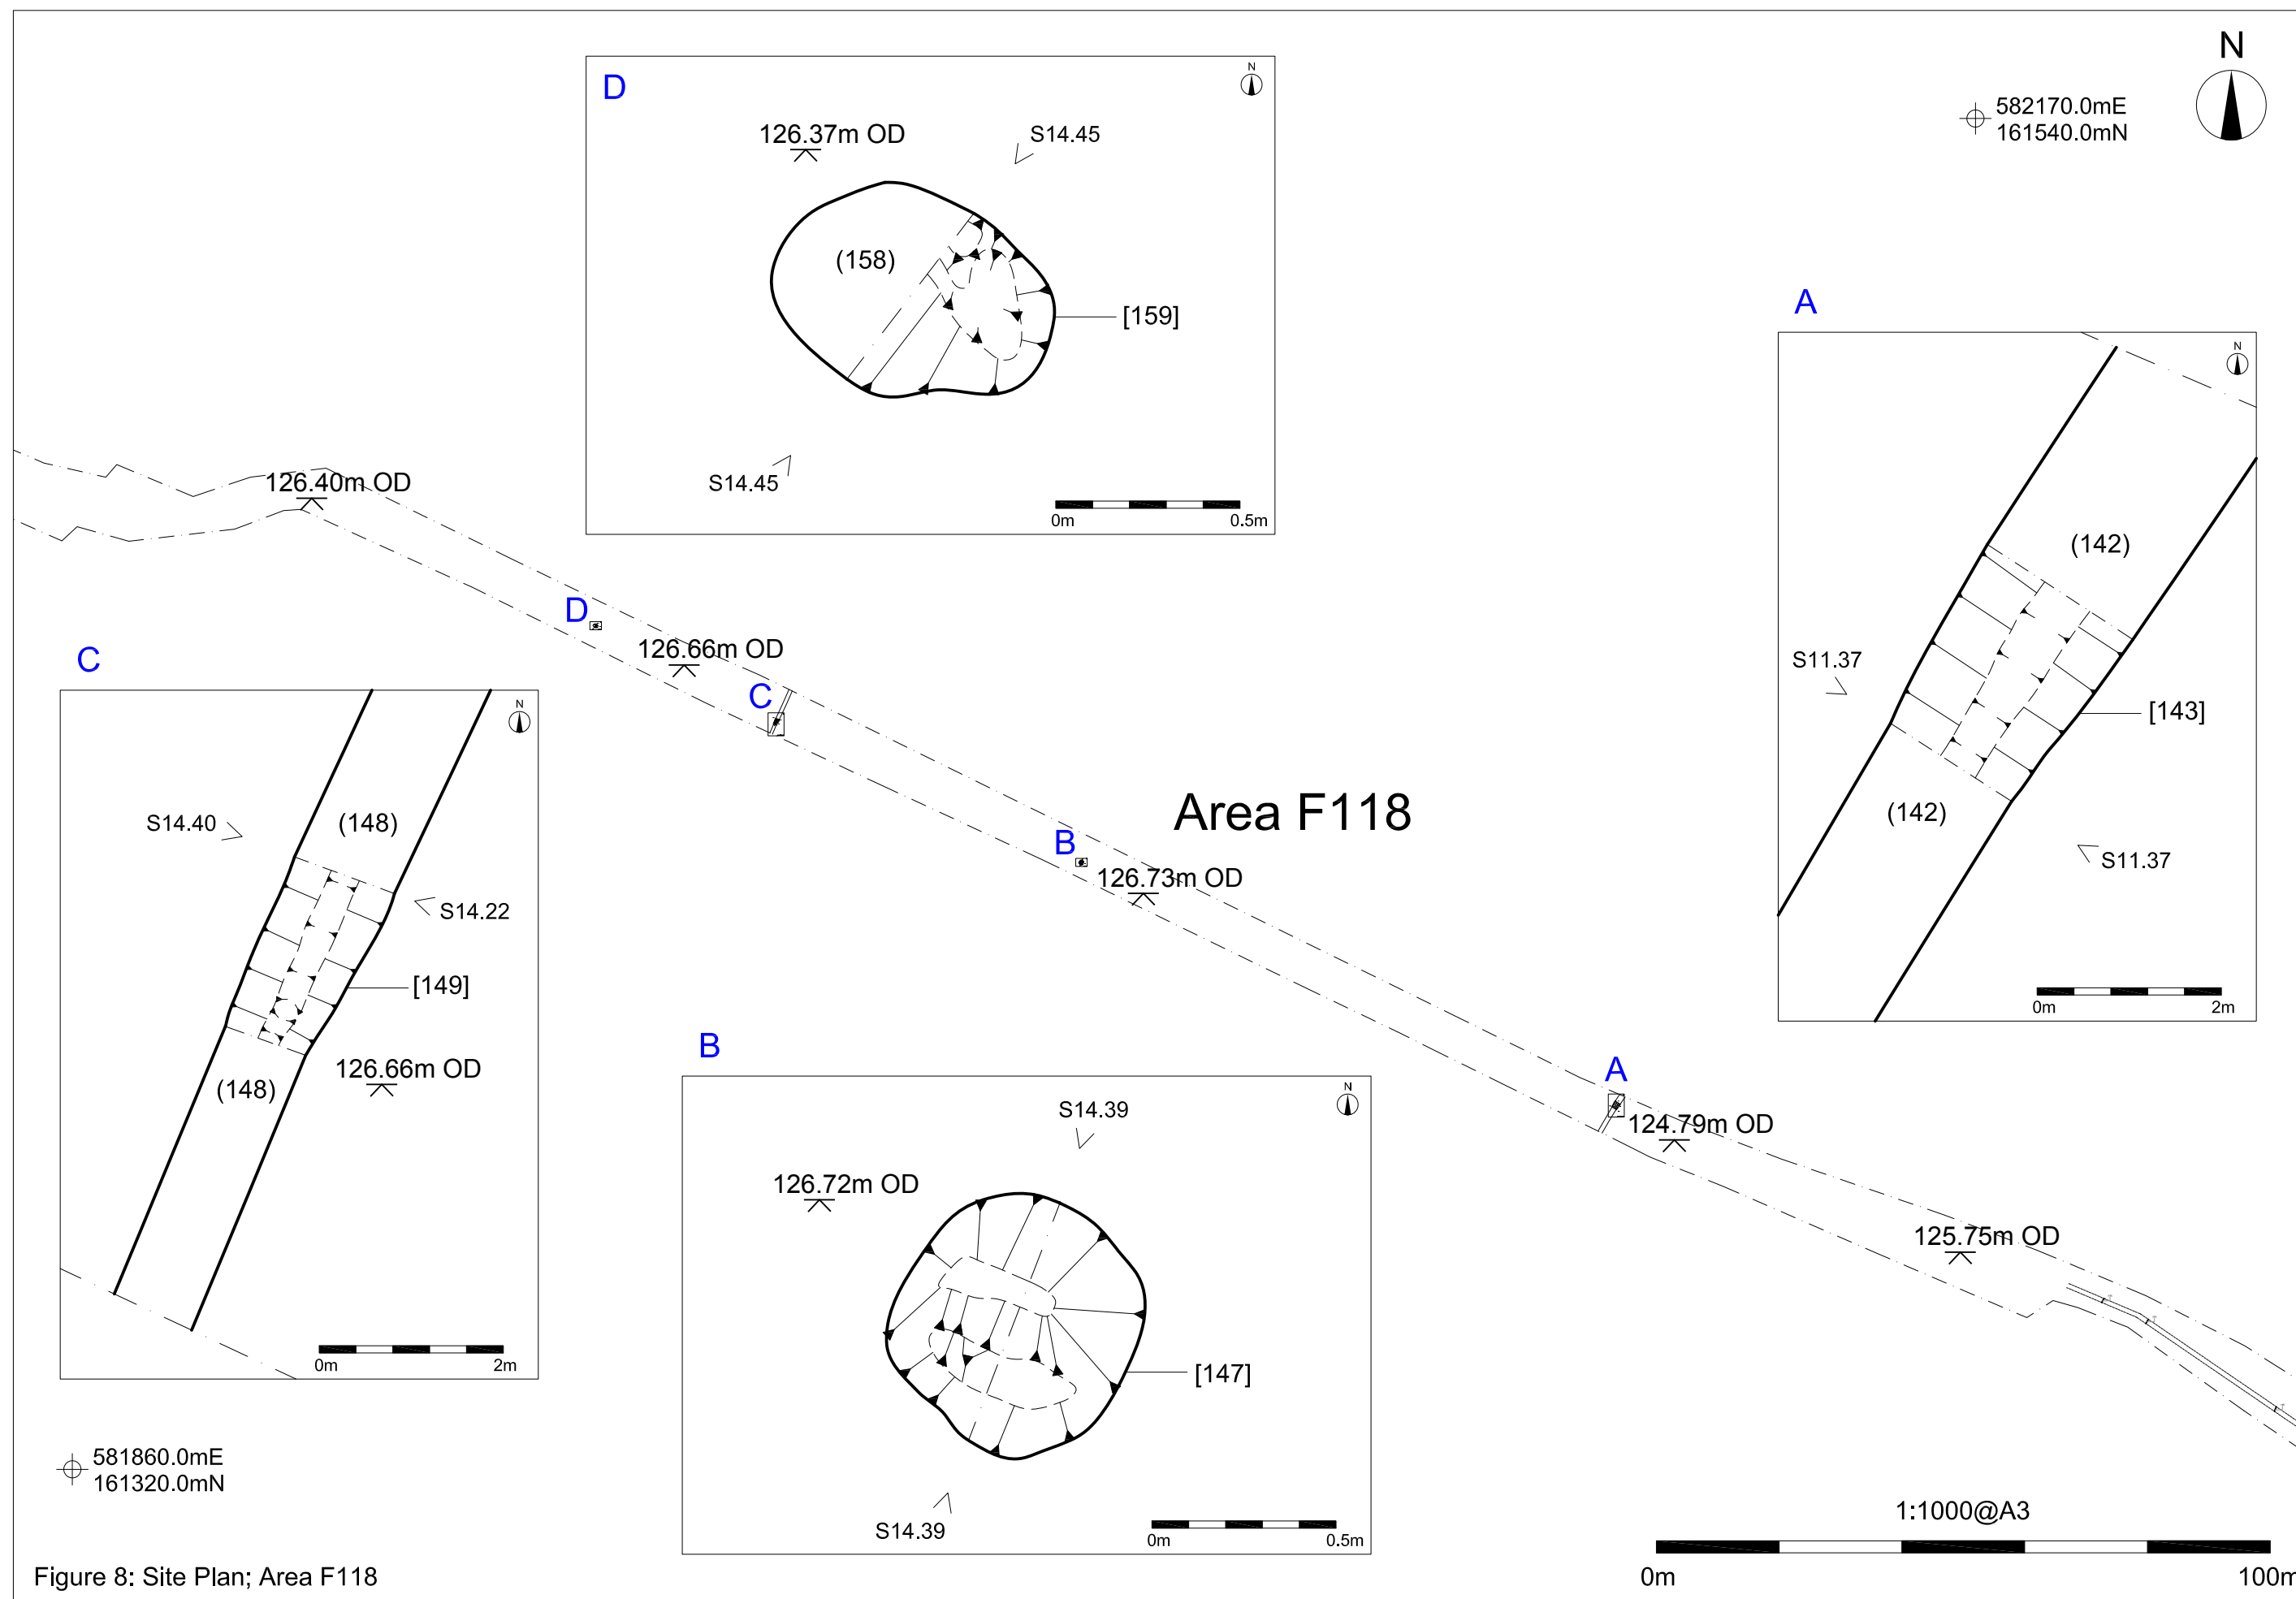 D
N
126.37m OD
S14.45
(158)
[159]
S14.45
0m
0.5m
N
582170.0mE
161540.0mN
A
N
(142)
S11.37
[143]
(142)
S11.37
0m
2m
126.40m OD
D
126.66m OD
C
Area F118
B
126.73m OD
A
124.79m OD
125.75m OD
C
N
S14.40
(148)
S14.22
[149]
126.66m OD
(148)
0m
2m
B
N
S14.39
126.72m OD
[147]
S14.39
0m
0.5m
581860.0mE
161320.0mN
1:1000@A3
0m
100m
Figure 8: Site Plan; Area F118